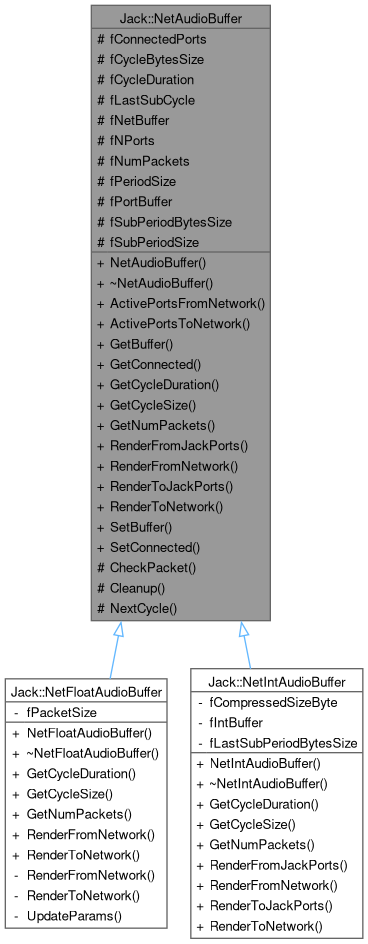 Jack::NetAudioBuffer
# fConnectedPorts
# fCycleBytesSize
# fCycleDuration
# fLastSubCycle
# fNetBuffer
# fNPorts
# fNumPackets
# fPeriodSize
# fPortBuffer
# fSubPeriodBytesSize
# fSubPeriodSize
+ NetAudioBuffer()
+ ~NetAudioBuffer()
+ ActivePortsFromNetwork()
+ ActivePortsToNetwork()
+ GetBuffer()
+ GetConnected()
+ GetCycleDuration()
+ GetCycleSize()
+ GetNumPackets()
+ RenderFromJackPorts()
+ RenderFromNetwork()
+ RenderToJackPorts()
+ RenderToNetwork()
+ SetBuffer()
+ SetConnected()
# CheckPacket()
# Cleanup()
# NextCycle()
Jack::NetFloatAudioBuffer
- fPacketSize
+ NetFloatAudioBuffer()
+ ~NetFloatAudioBuffer()
+ GetCycleDuration()
+ GetCycleSize()
+ GetNumPackets()
+ RenderFromNetwork()
+ RenderToNetwork()
- RenderFromNetwork()
- RenderToNetwork()
- UpdateParams()
Jack::NetIntAudioBuffer
- fCompressedSizeByte
- fIntBuffer
- fLastSubPeriodBytesSize
+ NetIntAudioBuffer()
+ ~NetIntAudioBuffer()
+ GetCycleDuration()
+ GetCycleSize()
+ GetNumPackets()
+ RenderFromJackPorts()
+ RenderFromNetwork()
+ RenderToJackPorts()
+ RenderToNetwork()